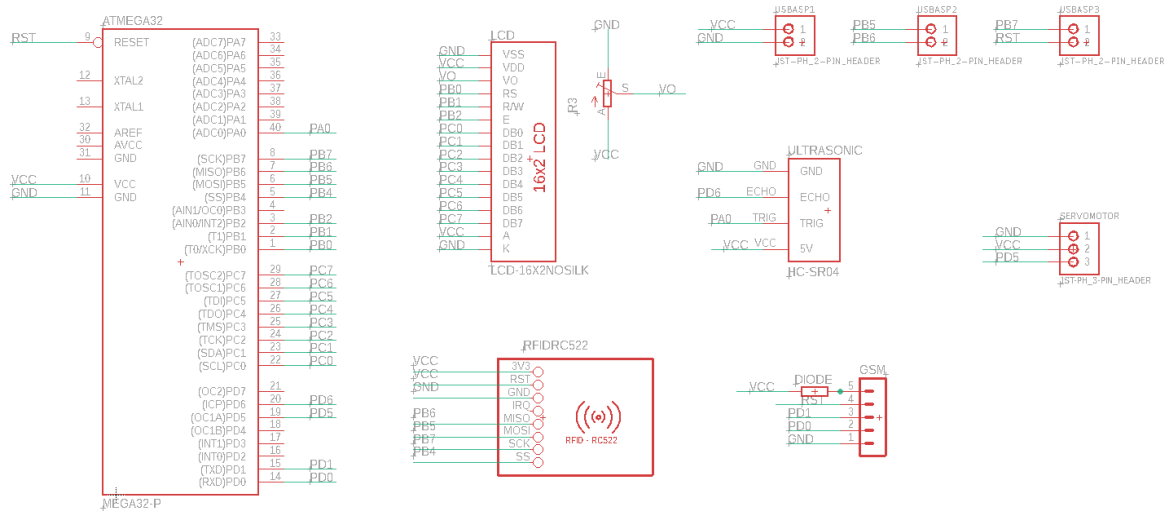 ATMEGA32
RST 9 RESET
12 XTAL2
13 XTAL1
32 AREF
30 AVCC
31 GND
VCC 10 VCC
GND 11 GND
(ADC7)PA7 33
(ADC6)PA6 34
(ADC5)PA5 35
(ADC4)PA4 36
(ADC3)PA3 37
(ADC2)PA2 38
(ADC1)PA1 39
(ADC0)PA0 40 PA0
(SCK)PB7 8 PB7
(MISO)PB6 7 PB6
(MOSI)PB5 6 PB5
(SS)PB4 5 PB4
(AIN1/OC0)PB3 4
(AIN0/INT2)PB2 3 PB2
(T1)PB1 2 PB1
(T0/XCK)PB0 1 PB0
(TOSC2)PC7 29 PC7
(TOSC1)PC6 28 PC6
(TDI)PC5 27 PC5
(TDO)PC4 26 PC4
(TMS)PC3 25 PC3
(TCK)PC2 24 PC2
(SDA)PC1 23 PC1
(SCL)PC0 22 PC0
(OC2)PD7 21
(ICP)PD6 20 PD6
(OC1A)PD5 19 PD5
(OC1B)PD4 18
(INT1)PD3 17
(INT0)PD2 16
(TXD)PD1 15 PD1
(RXD)PD0 14 PD0
MEGA32-P
LCD
GND VSS
VCC VDD
VO VO
PB0 RS
PB1 R/W
PB2 E
PC0 DB0
PC1 DB1
PC2 DB2
PC3 DB3
PC4 DB4
PC5 DB5
PC6 DB6
PC7 DB7
VCC A
GND K
16x2 LCD
LCD-16X2NOSILK
GND
E
S VO
R3
A
VCC
USBASP1
VCC 1
GND 2
JST-PH_2-PIN_HEADER
USBASP2
PB5 1
PB6 2
JST-PH_2-PIN_HEADER
USBASP3
PB7 1
RST 2
JST-PH_2-PIN_HEADER
ULTRASONIC
GND GND GND
PD6 ECHO ECHO
PA0 TRIG TRIG
VCC VCC 5V
HC-SR04
SERVOMOTOR
GND 1
VCC 2
PD5 3
JST-PH_3-PIN_HEADER
RFIDRC522
VCC 3V3
VCC RST
GND GND
IRQ
PB6 MISO
PB5 MOSI
PB7 SCK
PB4 SS
RFID - RC522
GSM
VCC DIODE 5
RST 4
PD1 3
PD0 2
GND 1